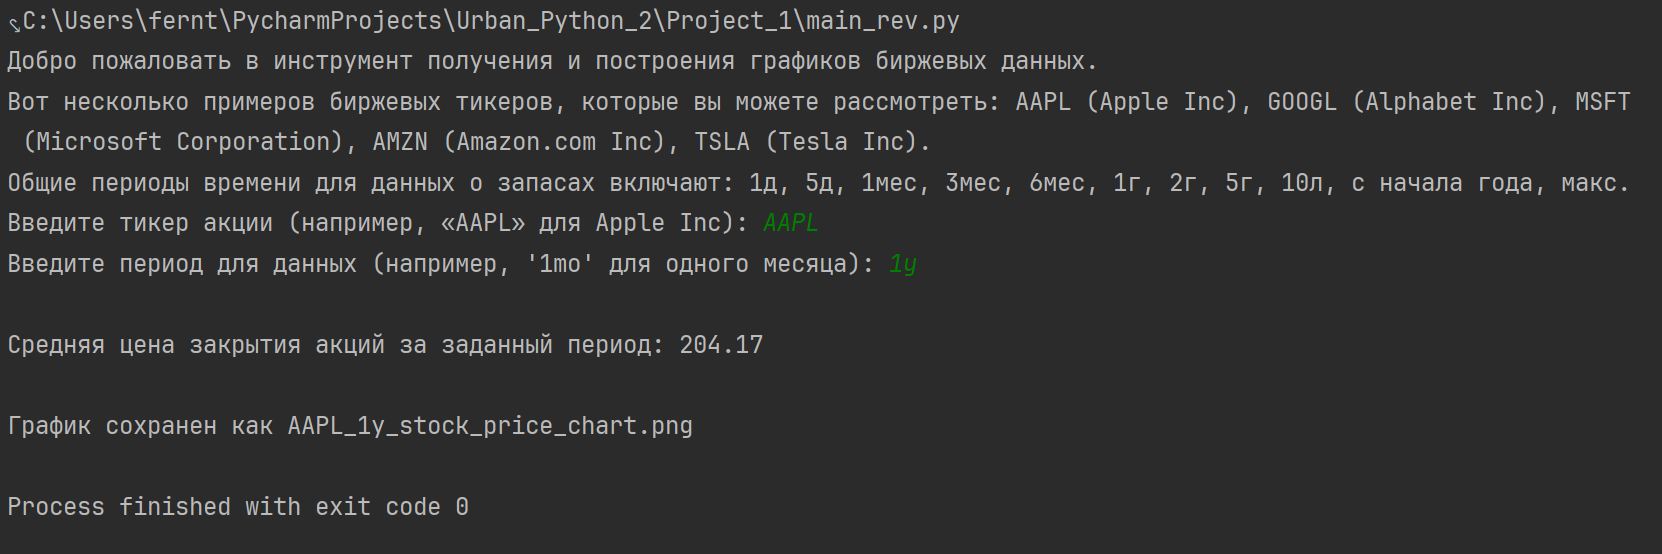 C:\Users\fernt\PycharmProjects\Urban_Python_2\Project_1\main_rev.py
Добро пожаловать в инструмент получения и построения графиков биржевых данных.
Вот несколько примеров биржевых тикеров, которые вы можете рассмотреть: AAPL (Apple Inc), GOOGL (Alphabet Inc), MSFT
(Microsoft Corporation), AMZN (Amazon.com Inc), TSLA (Tesla Inc).
Общие периоды времени для данных о запасах включают: 1д, 5д, 1мес, 3мес, 6мес, 1г, 2г, 5г, 10л, с начала года, макс.
Введите тикер акции (например, «AAPL» для Apple Inc): AAPL
Введите период для данных (например, '1mo' для одного месяца): 1y
Средняя цена закрытия акций за заданный период: 204.17
График сохранен как AAPL_1y_stock_price_chart.png
Process finished with exit code 0